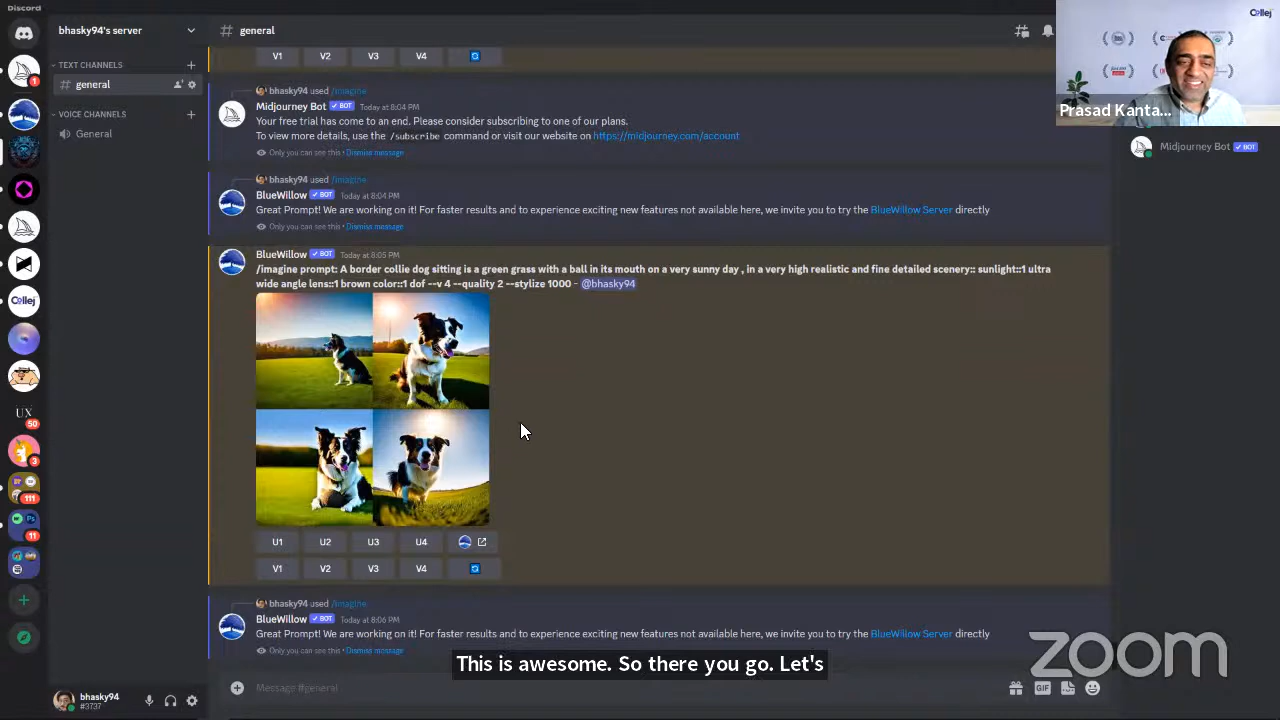 Discord
bhasky94's server
general
Collej
TEXT CHANNELS
general
VOICE CHANNELS
General
V1 V2 V3 V4
bhasky94 used /imagine
Midjourney Bot BOT Today at 8:04 PM
Your free trial has come to an end. Please consider subscribing to one of our plans.
To view more details, use the /subscribe command or visit our website on https://midjourney.com/account
Only you can see this • Dismiss message
Prasad Kanta...
Midjourney Bot BOT
bhasky94 used /imagine
BlueWillow BOT Today at 8:04 PM
Great Prompt! We are working on it! For faster results and to experience exciting new features not available here, we invite you to try the BlueWillow Server directly
Only you can see this • Dismiss message
BlueWillow BOT Today at 8:05 PM
/imagine prompt: A border collie dog sitting is a green grass with a ball in its mouth on a very sunny day , in a very high realistic and fine detailed scenery:: sunlight::1 ultra
wide angle lens::1 brown color::1 dof --v 4 --quality 2 --stylize 1000 - @bhasky94
U1 U2 U3 U4
V1 V2 V3 V4
bhasky94 used /imagine
BlueWillow BOT Today at 8:06 PM
Great Prompt! We are working on it! For faster results and to experience exciting new features not available here, we invite you to try the BlueWillow Server directly
Only you can see this • Dismiss message
This is awesome. So there you go. Let's
zoom
Message #general
GIF
bhasky94
#3737
1
Collej
UX
50
3
111
Ps
11